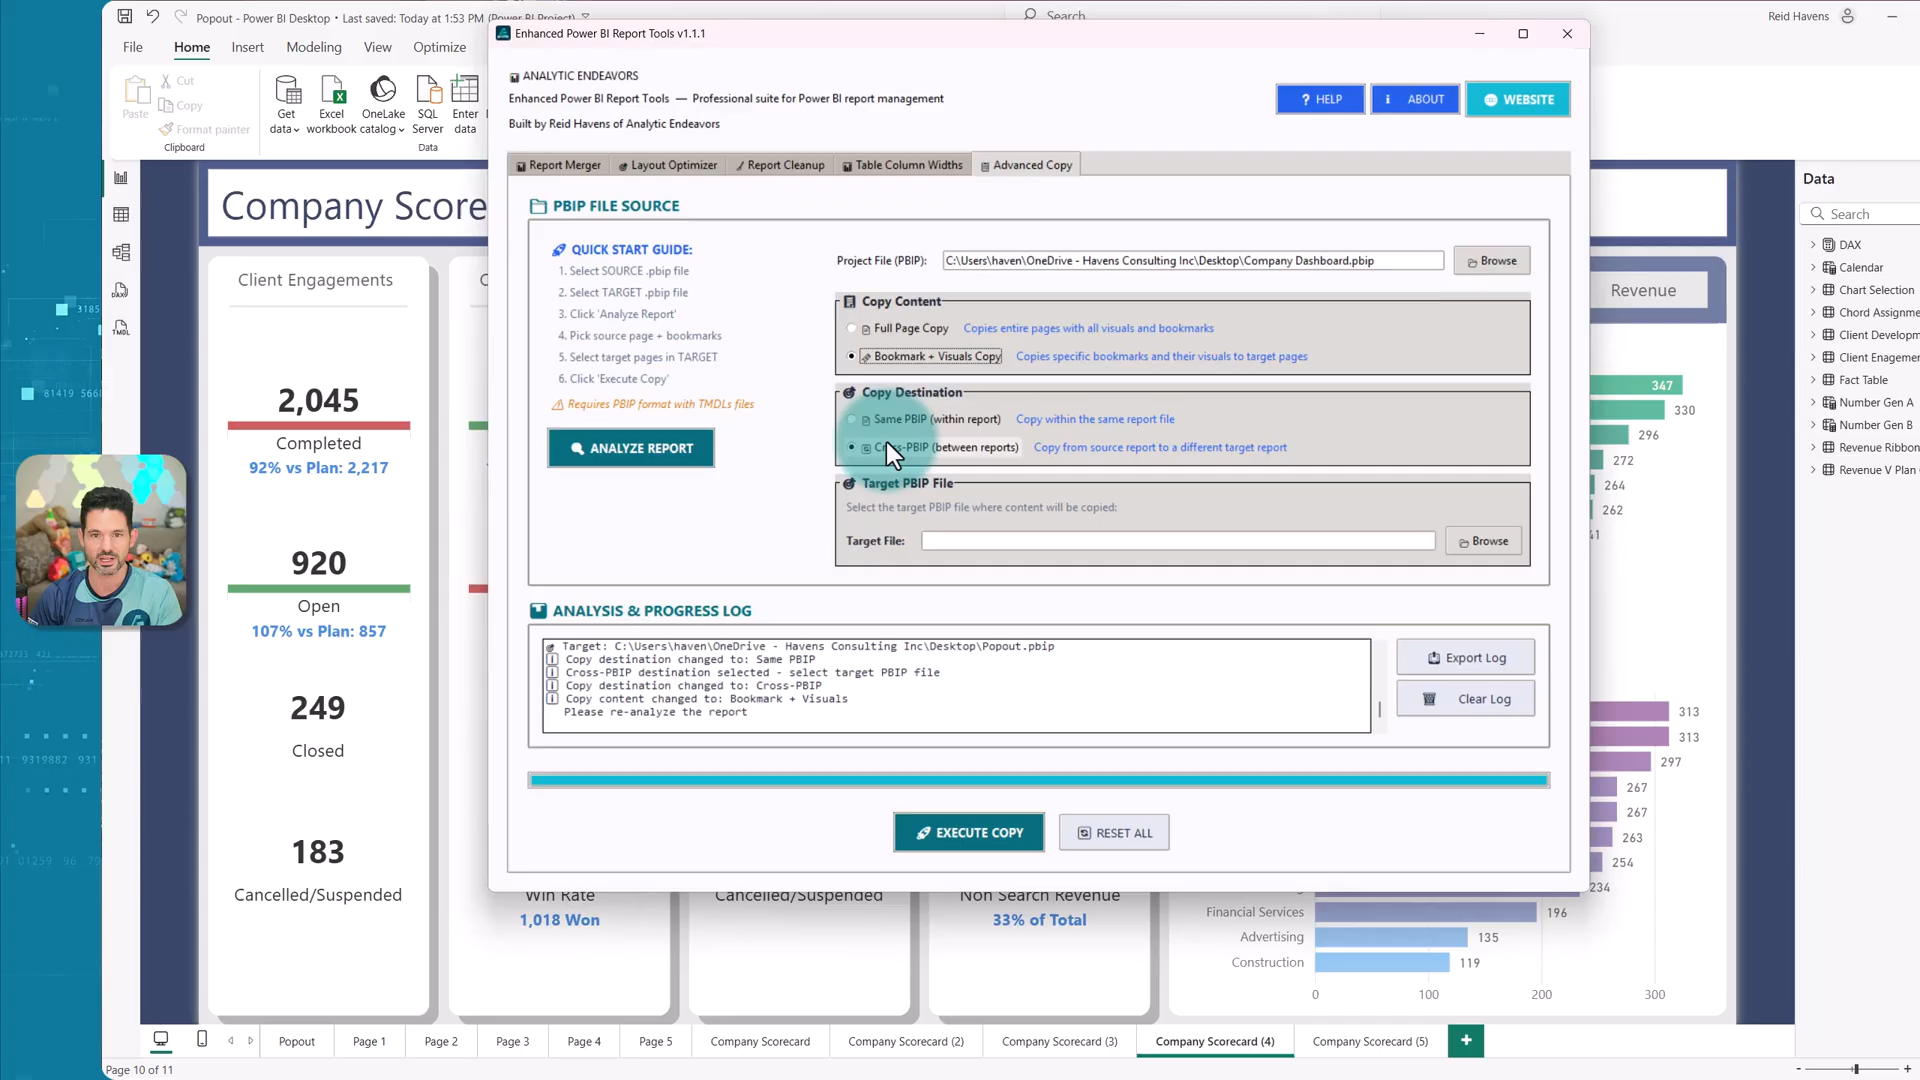 Popout - Power BI Desktop • Last saved: Today at 1:53 PM (Power BI Project)
Search
Reid Havens
File
Home
Insert
Modeling
View
Optimize
Paste
Cut
Copy
Format painter
Clipboard
Get data
Excel workbook
OneLake catalog
SQL Server
Enter data
Data
Enhanced Power BI Report Tools v1.1.1
ANALYTIC ENDEAVORS
Enhanced Power BI Report Tools — Professional suite for Power BI report management
Built by Reid Havens of Analytic Endeavors
? HELP
i ABOUT
WEBSITE
Report Merger
Layout Optimizer
Report Cleanup
Table Column Widths
Advanced Copy
PBIP FILE SOURCE
QUICK START GUIDE:
1. Select SOURCE .pbip file
2. Select TARGET .pbip file
3. Click 'Analyze Report'
4. Pick source page + bookmarks
5. Select target pages in TARGET
6. Click 'Execute Copy'
Requires PBIP format with TMDLs files
ANALYZE REPORT
Project File (PBIP):
C:\Users\haven\OneDrive - Havens Consulting Inc\Desktop\Company Dashboard.pbip
Browse
Copy Content
Full Page Copy
Copies entire pages with all visuals and bookmarks
Bookmark + Visuals Copy
Copies specific bookmarks and their visuals to target pages
Copy Destination
Same PBIP (within report)
Copy within the same report file
Cross-PBIP (between reports)
Copy from source report to a different target report
Target PBIP File
Select the target PBIP file where content will be copied:
Target File:
Browse
ANALYSIS & PROGRESS LOG
Target: C:\Users\haven\OneDrive - Havens Consulting Inc\Desktop\Popout.pbip
Copy destination changed to: Same PBIP
Cross-PBIP destination selected - select target PBIP file
Copy destination changed to: Cross-PBIP
Copy content changed to: Bookmark + Visuals
Please re-analyze the report
Export Log
Clear Log
EXECUTE COPY
RESET ALL
Company Score
Client Engagements
2,045
Completed
92% vs Plan: 2,217
920
Open
107% vs Plan: 857
249
Closed
183
Cancelled/Suspended
Win Rate
1,018 Won
Cancelled/Suspended
Non Search Revenue
33% of Total
Revenue
347
330
296
272
264
262
313
313
297
267
267
263
254
234
Financial Services
196
Advertising
135
Construction
119
0
100
200
300
Data
Search
DAX
Calendar
Chart Selection
Chord Assignme
Client Developm
Client Enagemen
Fact Table
Number Gen A
Number Gen B
Revenue Ribbon
Revenue V Plan
Popout
Page 1
Page 2
Page 3
Page 4
Page 5
Company Scorecard
Company Scorecard (2)
Company Scorecard (3)
Company Scorecard (4)
Company Scorecard (5)
+
Page 10 of 11